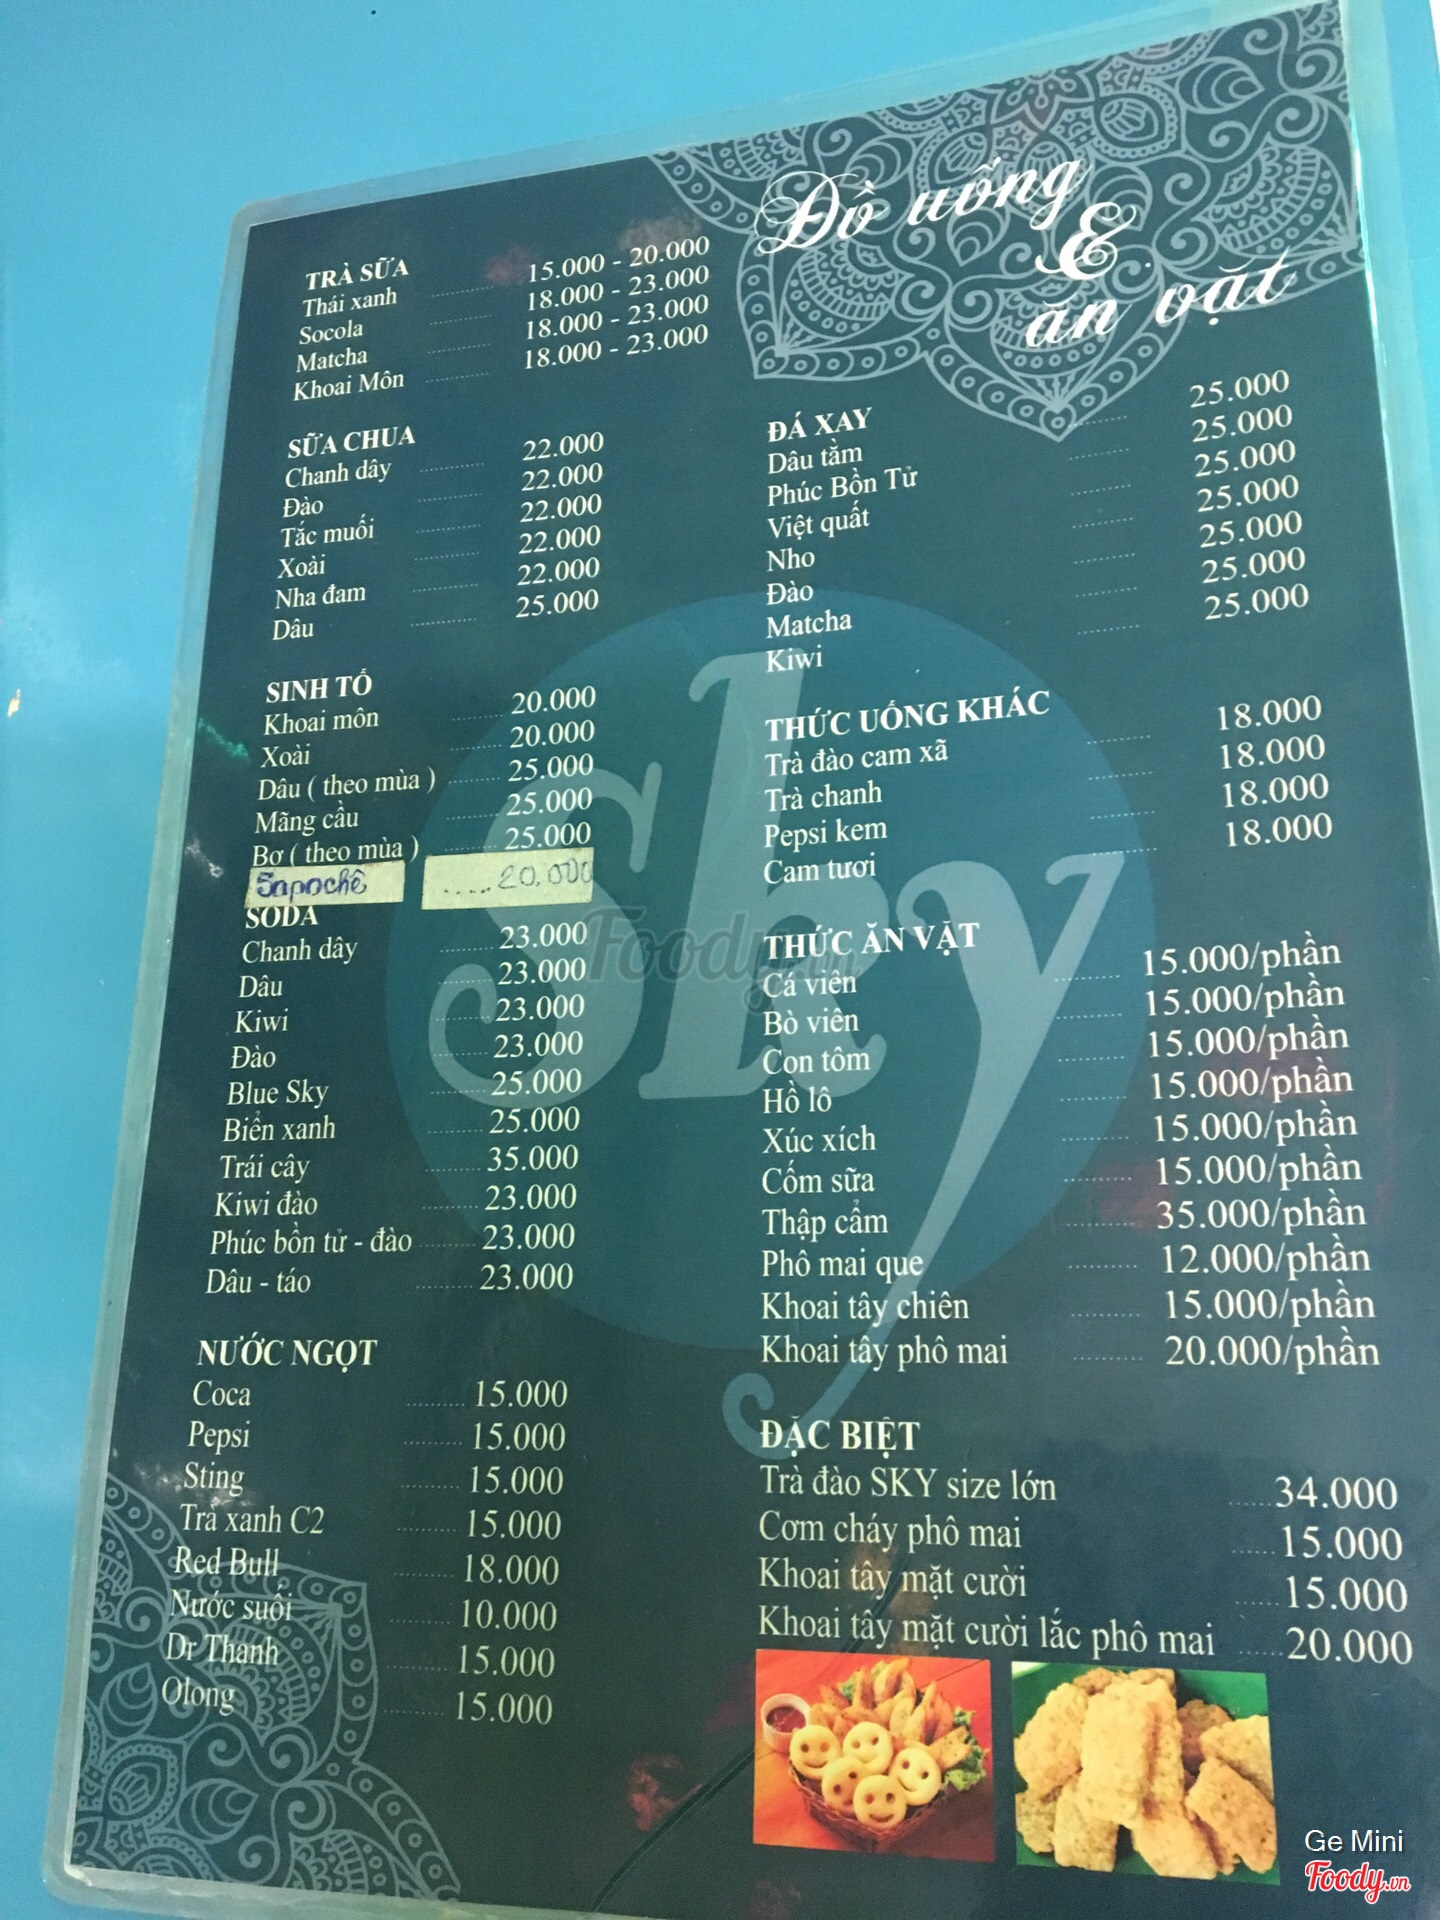 Đồ uống
&
ăn vặt
TRÀ SỮA
Thái xanh 15.000 - 20.000
Socola 18.000 - 23.000
Matcha 18.000 - 23.000
Khoai Môn 18.000 - 23.000
SỮA CHUA
Chanh dây 22.000
Đào 22.000
Tắc muối 22.000
Xoài 22.000
Nha đam 22.000
Dâu 25.000
SINH TỐ
Khoai môn 20.000
Xoài 20.000
Dâu ( theo mùa ) 25.000
Mãng cầu 25.000
Bơ ( theo mùa ) 25.000
Sapochê ..... 20.000
SODA
Chanh dây 23.000
Dâu 23.000
Kiwi 23.000
Đào 23.000
Blue Sky 25.000
Biển xanh 25.000
Trái cây 35.000
Kiwi đào 23.000
Phúc bồn tử - đào 23.000
Dâu - táo 23.000
NƯỚC NGỌT
Coca 15.000
Pepsi 15.000
Sting 15.000
Trà xanh C2 15.000
Red Bull 18.000
Nước suối 10.000
Dr Thanh 15.000
Olong 15.000
ĐÁ XAY
Dâu tằm 25.000
Phúc Bồn Tử 25.000
Việt quất 25.000
Nho 25.000
Đào 25.000
Matcha 25.000
Kiwi 25.000
THỨC UỐNG KHÁC
Trà đào cam xã 18.000
Trà chanh 18.000
Pepsi kem 18.000
Cam tươi 18.000
THỨC ĂN VẶT
Cá viên 15.000/phần
Bò viên 15.000/phần
Con tôm 15.000/phần
Hồ lô 15.000/phần
Xúc xích 15.000/phần
Cốm sữa 15.000/phần
Thập cẩm 35.000/phần
Phô mai que 12.000/phần
Khoai tây chiên 15.000/phần
Khoai tây phô mai 20.000/phần
ĐẶC BIỆT
Trà đào SKY size lớn 34.000
Cơm cháy phô mai 15.000
Khoai tây mặt cười 15.000
Khoai tây mặt cười lắc phô mai 20.000
Sky
Foody.vn
Ge Mini
Foody.vn